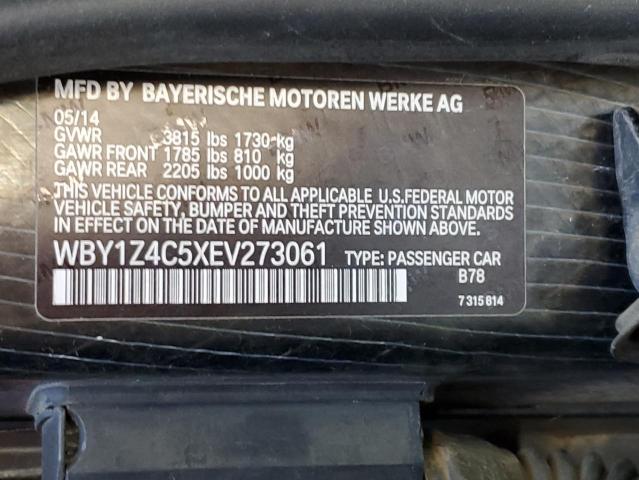 MFD BY BAYERISCHE MOTOREN WERKE AG
05/14
GVWR 3815 lbs 1730 kg
GAWR FRONT 1785 lbs 810 kg
GAWR REAR 2205 lbs 1000 kg
THIS VEHICLE CONFORMS TO ALL APPLICABLE U.S.FEDERAL MOTOR
VEHICLE SAFETY, BUMPER AND THEFT PREVENTION STANDARDS
IN EFFECT ON THE DATE OF MANUFACTURE SHOWN ABOVE.
WBY1Z4C5XEV273061 TYPE: PASSENGER CAR
B78
7 315 614